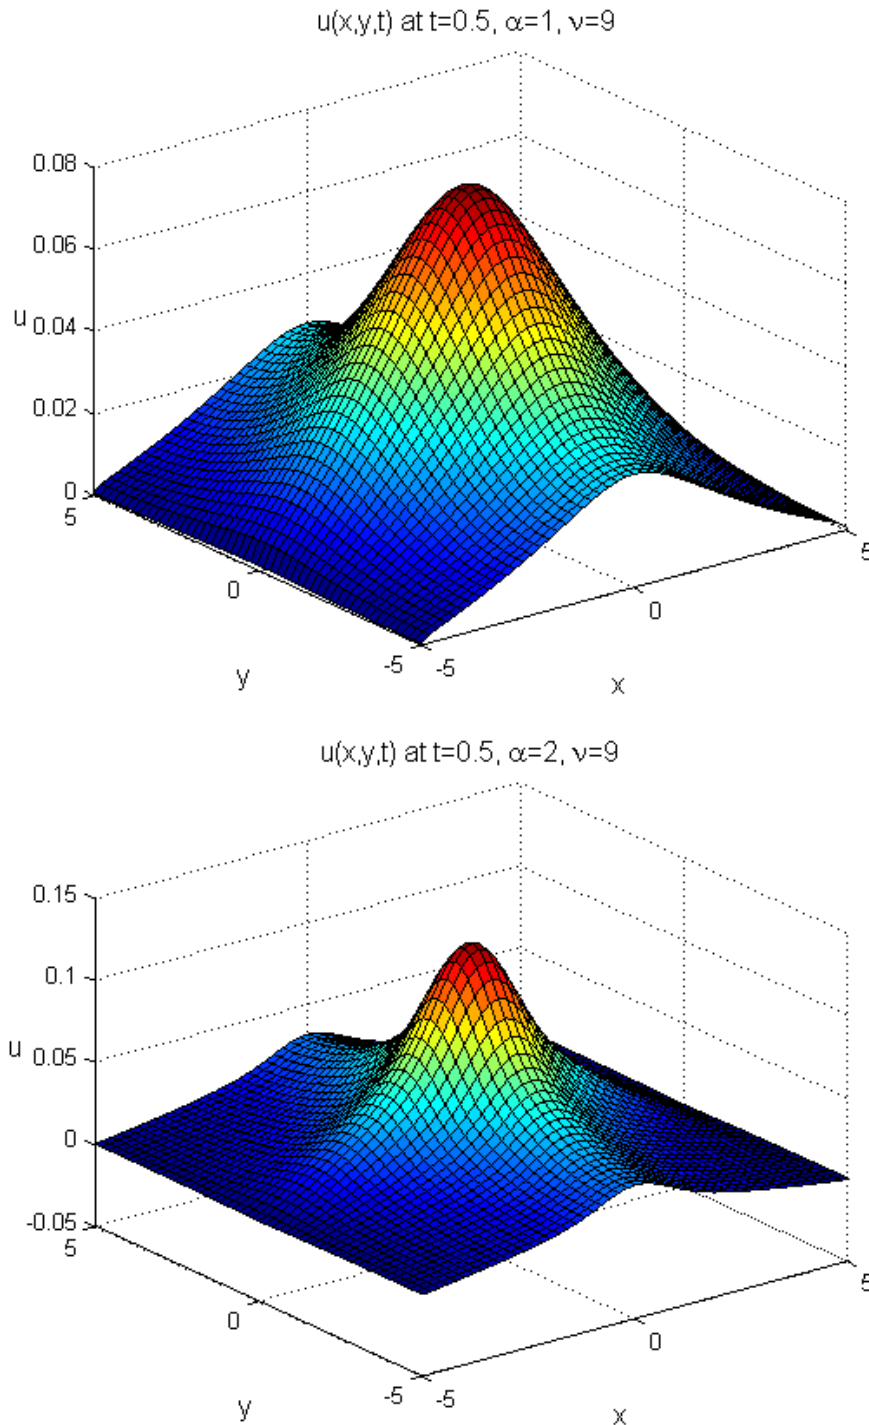 u(x,y,t) at t=0.5, α=1, ν=9
0.08
0.06
u 0.04
0.02
0
5
0
-5
y
-5
0
5
x
u(x,y,t) at t=0.5, α=2, ν=9
0.15
0.1
u 0.05
0
-0.05
5
0
-5
y
-5
0
5
x